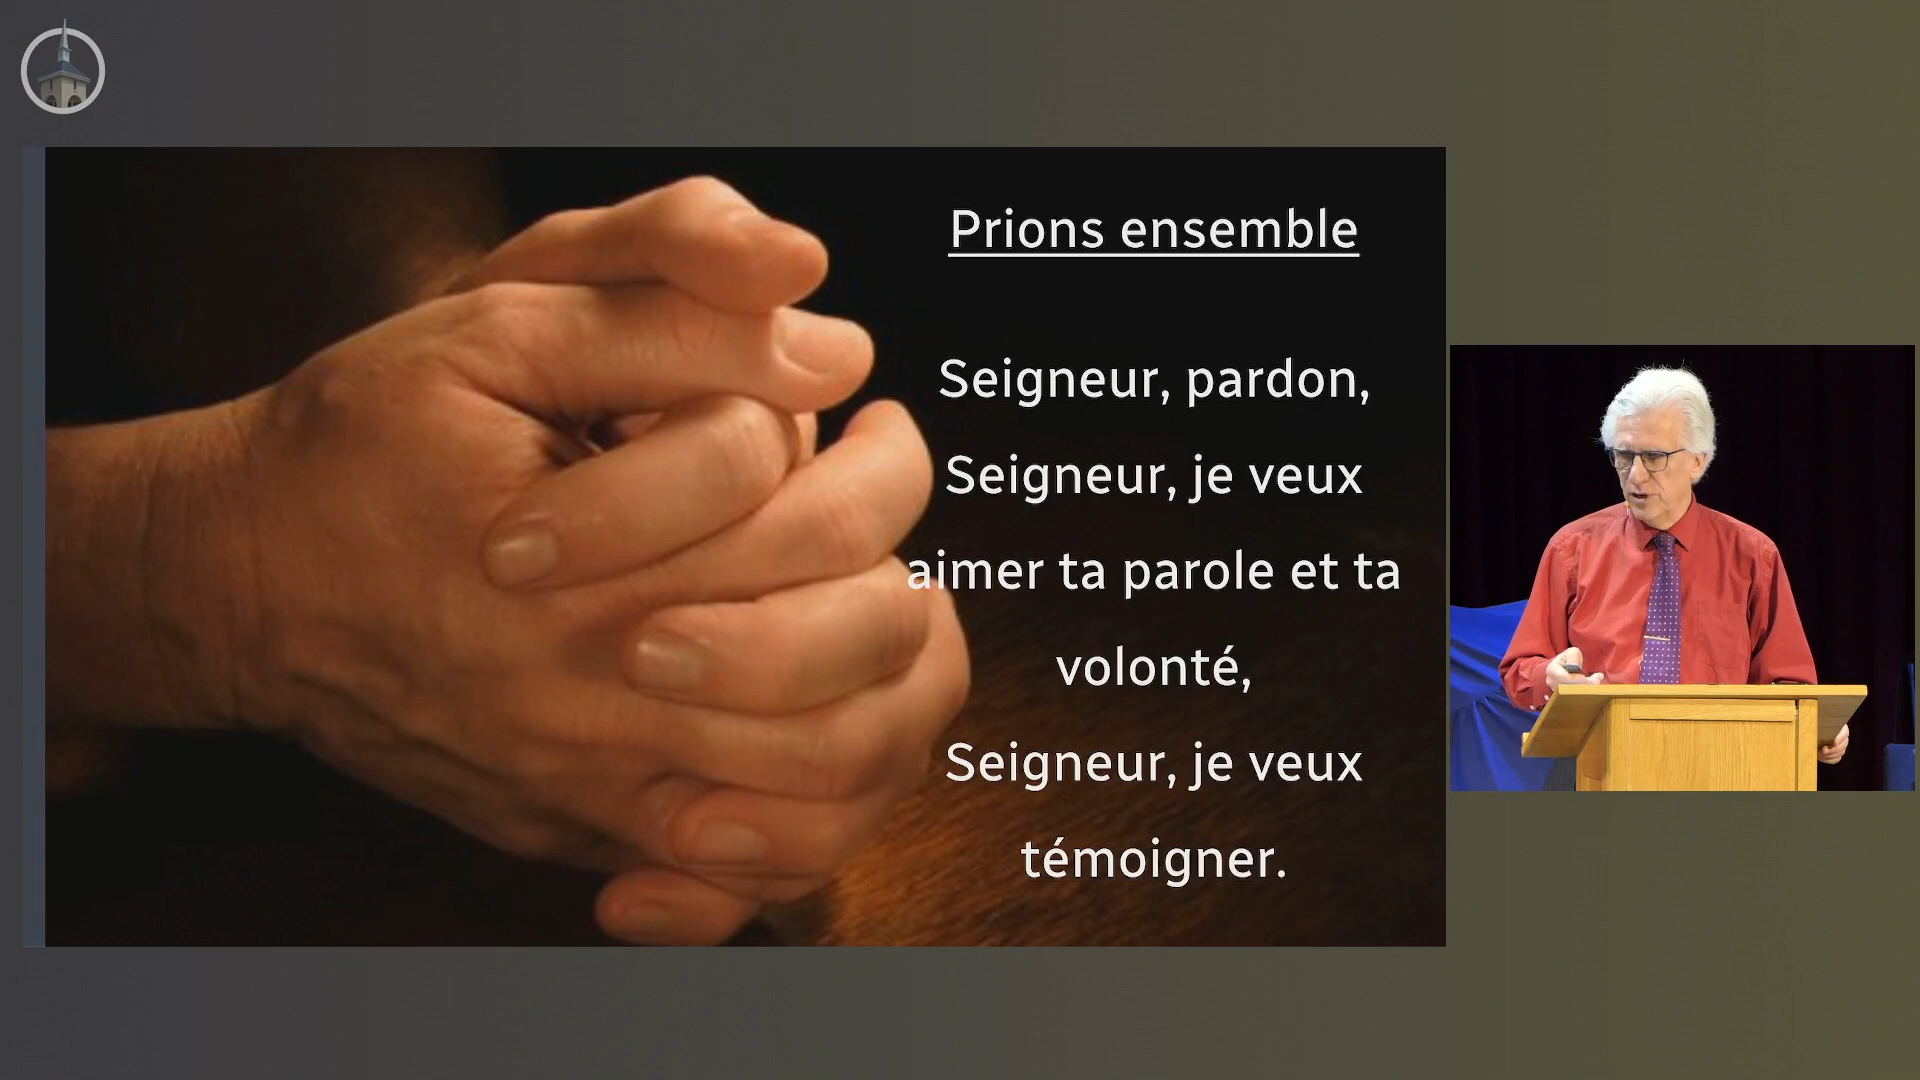 Prions ensemble
Seigneur, pardon,
Seigneur, je veux
aimer ta parole et ta
volonté,
Seigneur, je veux
témoigner.